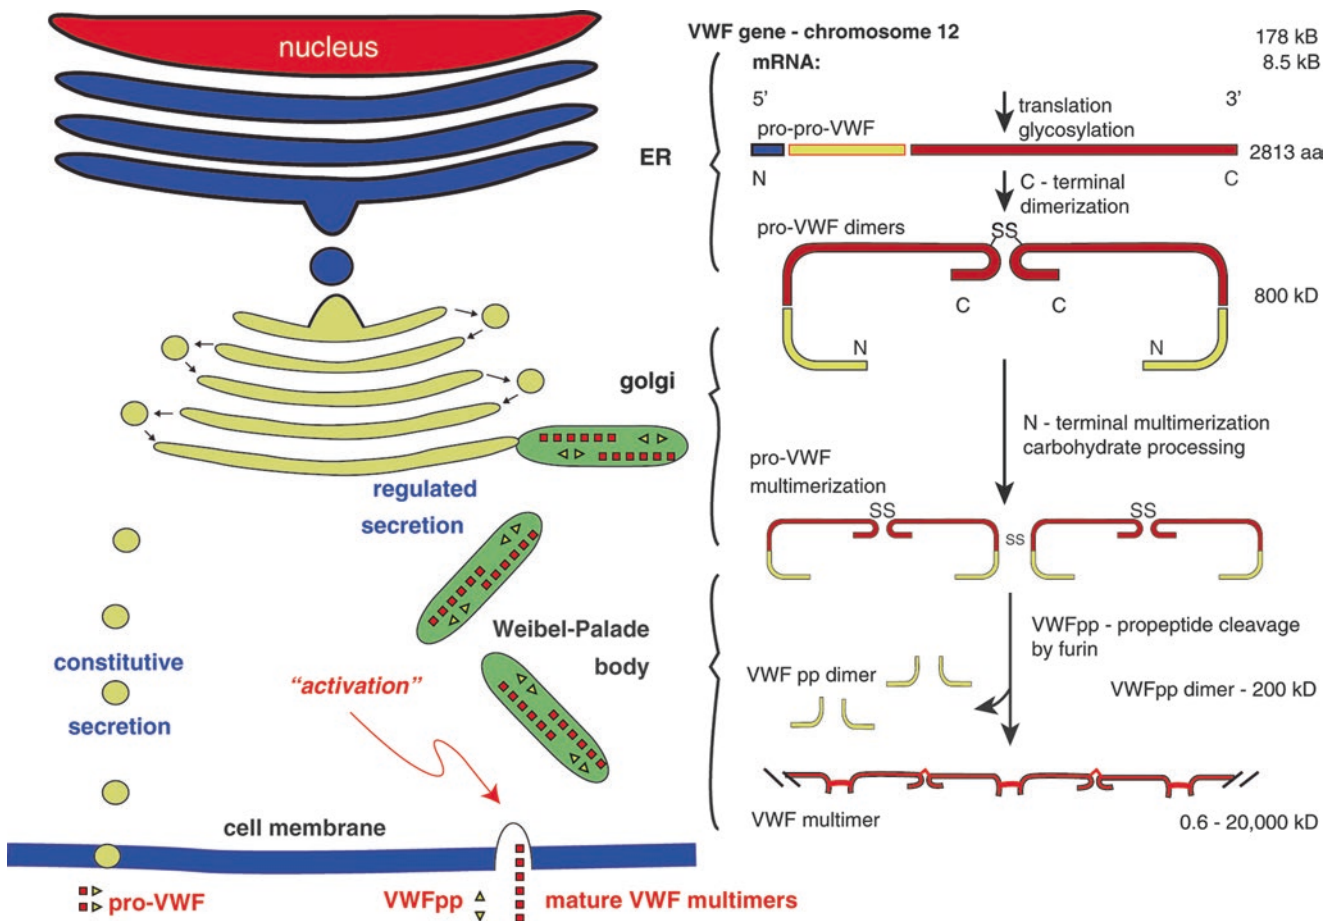 nucleus
ER
golgi
regulated
secretion
Weibel-Palade
body
constitutive
secretion
“activation”
cell membrane
pro-VWF
VWFpp
mature VWF multimers
VWF gene - chromosome 12
178 kB
mRNA:
8.5 kB
5’
3’
translation
glycosylation
pro-pro-VWF
2813 aa
N
C
C - terminal
dimerization
pro-VWF dimers
SS
C
C
800 kD
N
N
N - terminal multimerization
carbohydrate processing
pro-VWF
multimerization
SS
SS
SS
VWFpp - propeptide cleavage
by furin
VWF pp dimer
VWFpp dimer - 200 kD
VWF multimer
0.6 - 20,000 kD